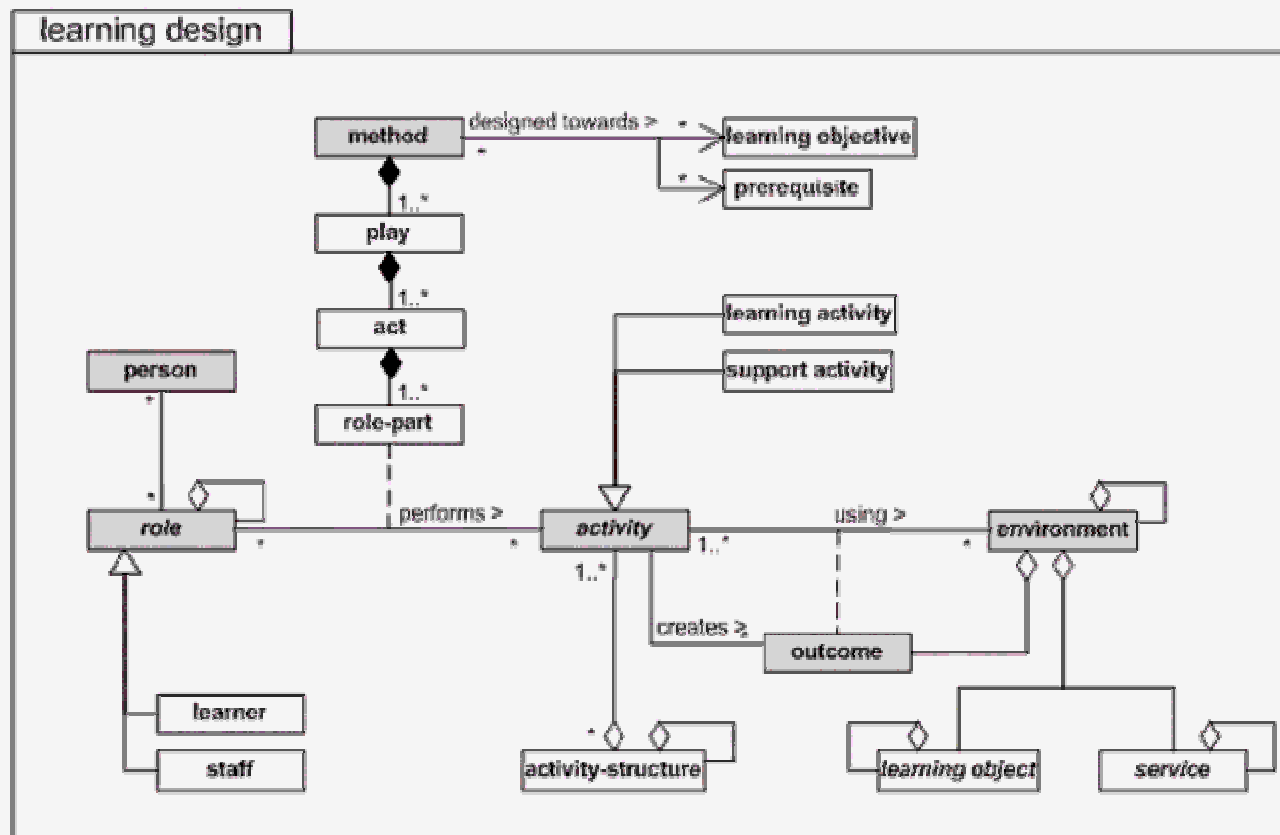 learning design
method
designed towards >
*
*
learning objective
*
prerequisite
1..*
play
1..*
act
1..*
role-part
learning activity
support activity
person
*
*
role
*
performs >
*
activity
1..*
using >
*
environment
1..*
creates >
outcome
learner
staff
*
activity-structure
learning object
service